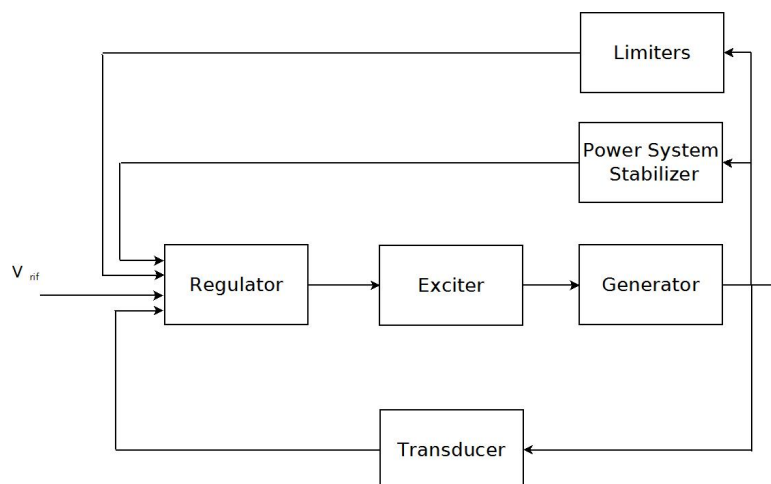 Limiters
Power System
Stabilizer
V rif
Regulator
Exciter
Generator
Transducer